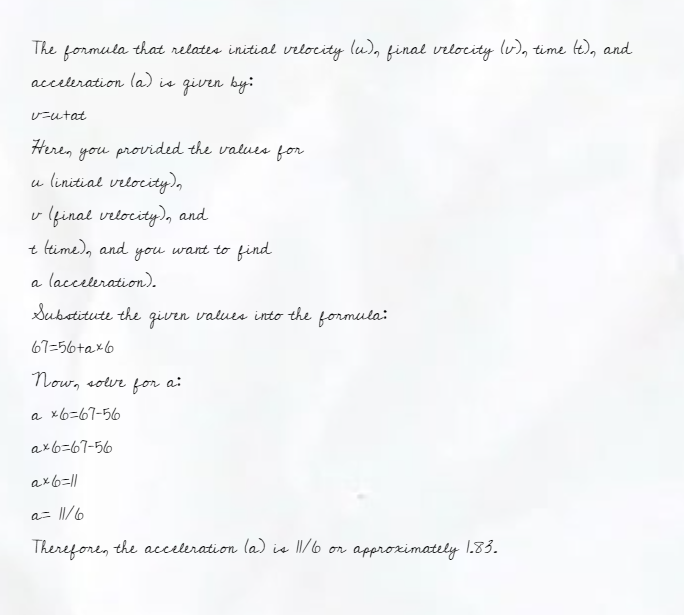 The formula that relates initial velocity (u), final velocity (v), time (t), and
acceleration (a) is given by:
v=u+at
Here, you provided the values for
u (initial velocity),
v (final velocity), and
t (time), and you want to find
a (acceleration).
Substitute the given values into the formula:
67=56+a×6
Now, solve for a:
a ×6=67-56
a×6=67-56
a×6=11
a= 11/6
Therefore, the acceleration (a) is 11/6 or approximately 1.83.